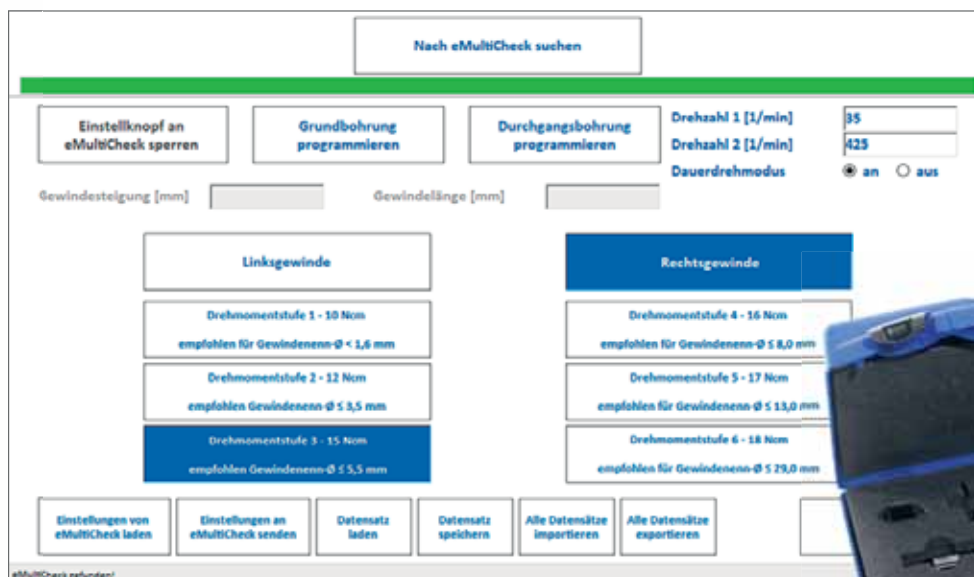 Nach eMultiCheck suchen
Einstellknopf an
eMultiCheck sperren
Grundbohrung
programmieren
Durchgangsbohrung
programmieren
Drehzahl 1 [1/min]
35
Drehzahl 2 [1/min]
425
Dauerdrehmodus
an
aus
Gewindesteigung [mm]
Gewindelänge [mm]
Linksgewinde
Rechtsgewinde
Drehmomentstufe 1 - 10 Ncm
empfohlen für Gewindenenn-Ø < 1,6 mm
Drehmomentstufe 4 - 16 Ncm
empfohlen für Gewindenenn-Ø ≤ 8,0 mm
Drehmomentstufe 2 - 12 Ncm
empfohlen Gewindenenn-Ø ≤ 3,5 mm
Drehmomentstufe 5 - 17 Ncm
empfohlen für Gewindenenn-Ø ≤ 13,0 mm
Drehmomentstufe 3 - 15 Ncm
empfohlen Gewindenenn-Ø ≤ 5,5 mm
Drehmomentstufe 6 - 18 Ncm
empfohlen für Gewindenenn-Ø ≤ 29,0 mm
Einstellungen von
eMultiCheck laden
Einstellungen an
eMultiCheck senden
Datensatz
laden
Datensatz
speichern
Alle Datensätze
importieren
Alle Datensätze
exportieren
eMultiCheck gefunden!